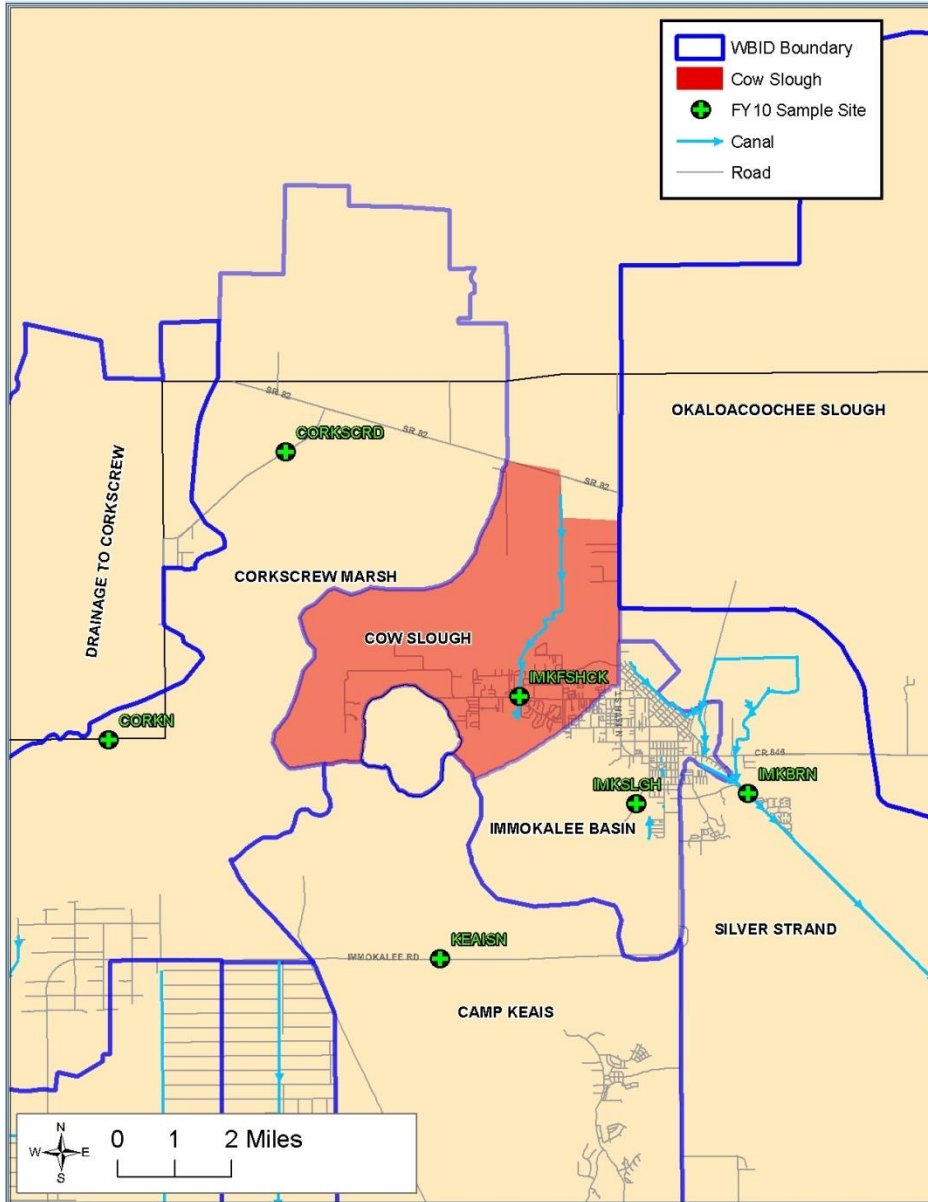 WBID Boundary
Cow Slough
FY10 Sample Site
Canal
Road
SR 82
CORKSCRD
SR 82
OKALOACOOCHEE SLOUGH
SR 82
DRAINAGE TO CORKSCREW
CORKSCREW MARSH
COW SLOUGH
IMKFSHCK
CORKN
N 15TH ST
CR 846
IMKSLGH
IMKBRN
IMMOKALEE BASIN
SILVER STRAND
KEAISN
IMMOKALEE RD
CAMP KEAIS
N
W E
S
0 1 2 Miles